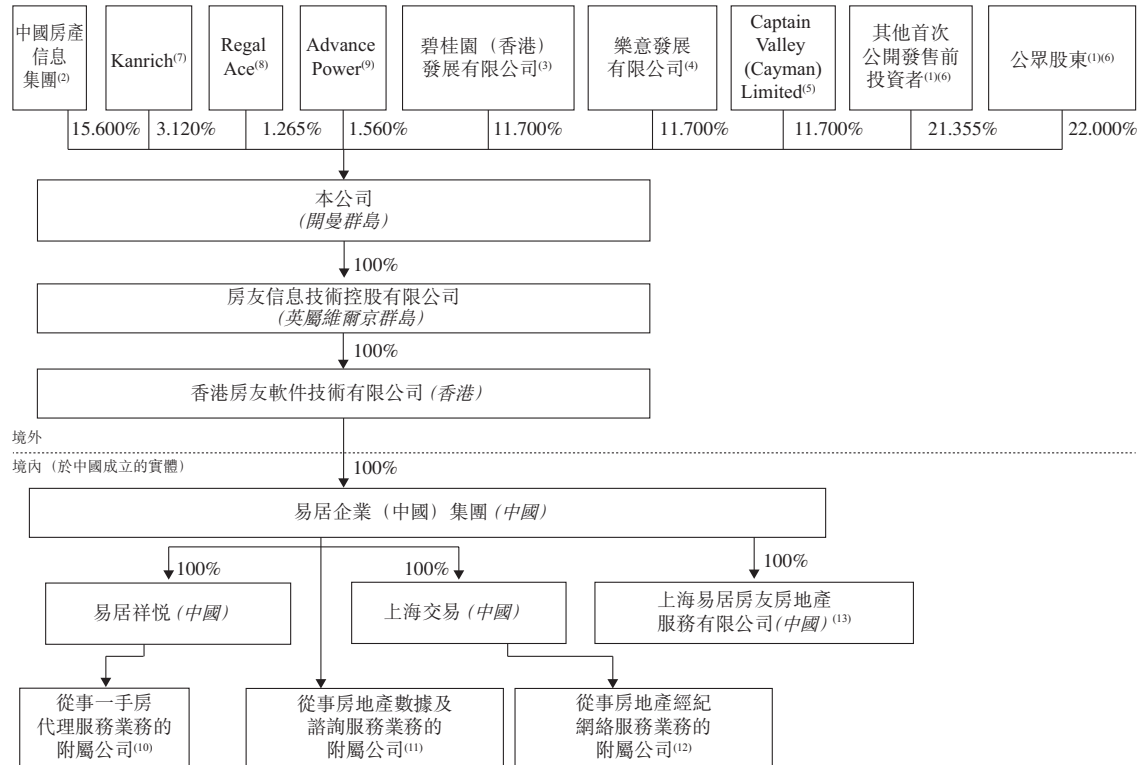 中國房產
信息
集團(2)
Kanrich(7)
Regal
Ace(8)
Advance
Power(9)
碧桂園（香港）
發展有限公司(3)
樂意發展
有限公司(4)
Captain
Valley
(Cayman)
Limited(5)
其他首次
公開發售前
投資者(1)(6)
公眾股東(1)(6)
15.600%
3.120%
1.265%
1.560%
11.700%
11.700%
11.700%
21.355%
22.000%
本公司
(開曼群島)
100%
房友信息技術控股有限公司
(英屬維爾京群島)
100%
香港房友軟件技術有限公司(香港)
境外
境內（於中國成立的實體）
100%
易居企業（中國）集團(中國)
100%
100%
100%
易居祥悦(中國)
上海交易(中國)
上海易居房友房地產
服務有限公司(中國)(13)
從事一手房
代理服務業務的
附屬公司(10)
從事房地產數據及
諮詢服務業務的
附屬公司(11)
從事房地產經紀
網絡服務業務的
附屬公司(12)